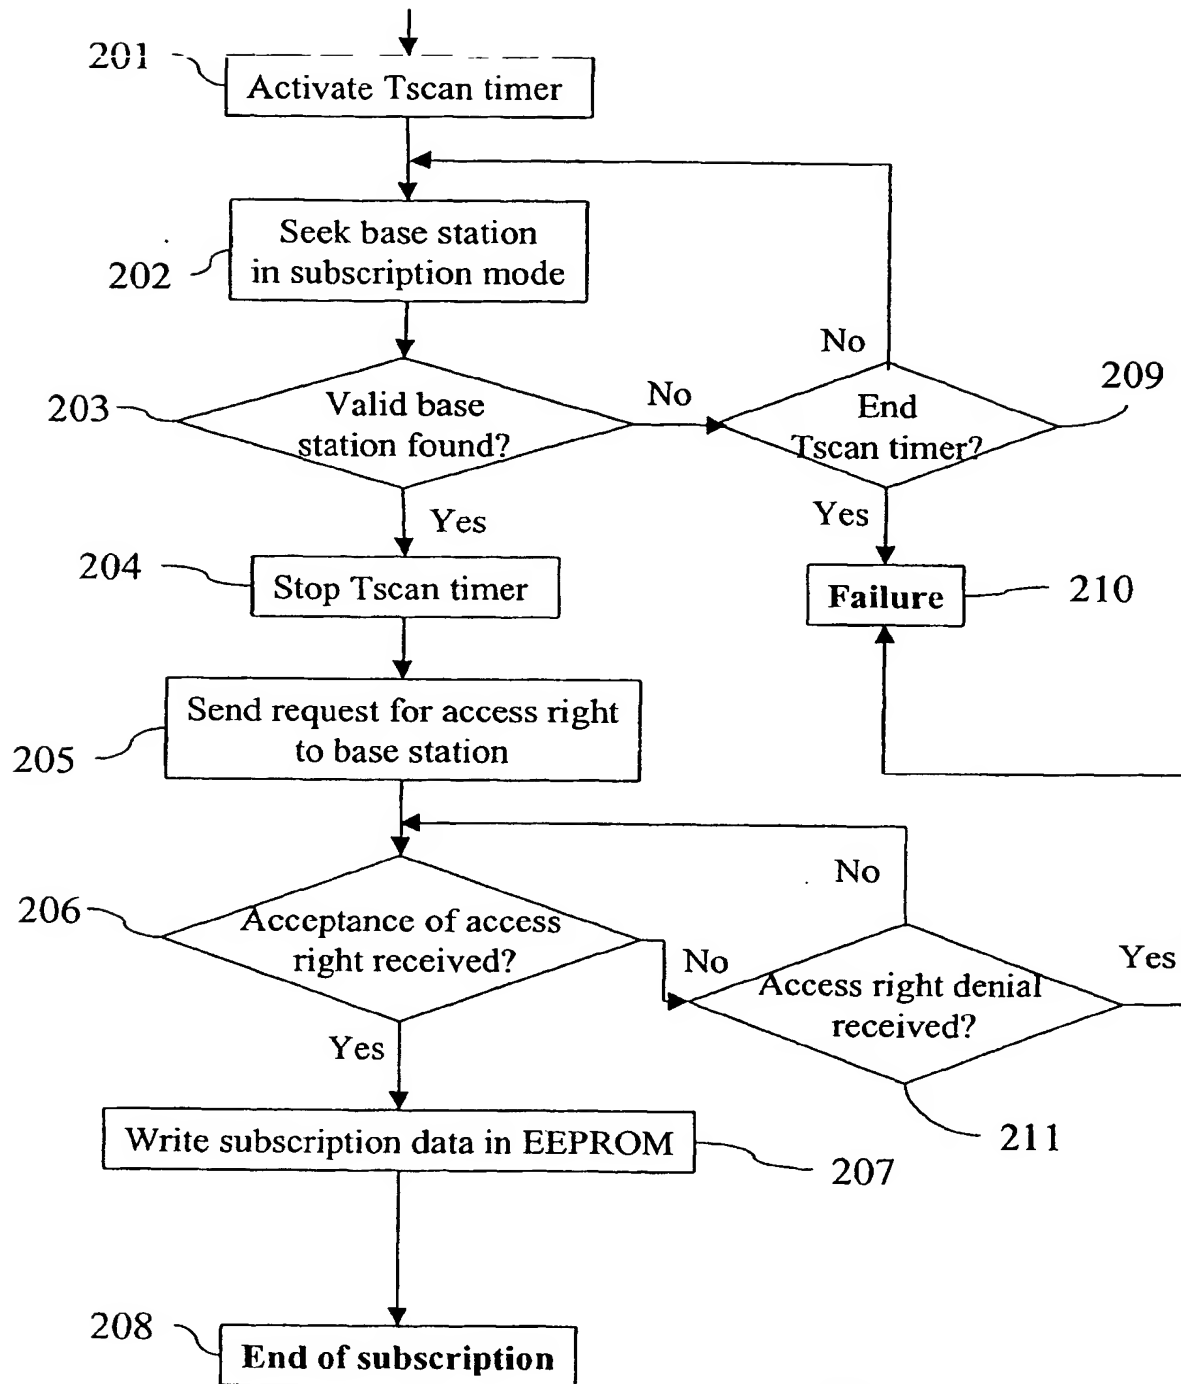 201
Activate Tscan timer
Seek base station
in subscription mode
202
No
209
203
Valid base
station found?
No
End
Tscan timer?
Yes
Yes
204
Stop Tscan timer
Failure
210
Send request for access right
to base station
205
No
206
Acceptance of access
right received?
No
Access right denial
received?
Yes
Yes
211
Write subscription data in EEPROM
207
208
End of subscription